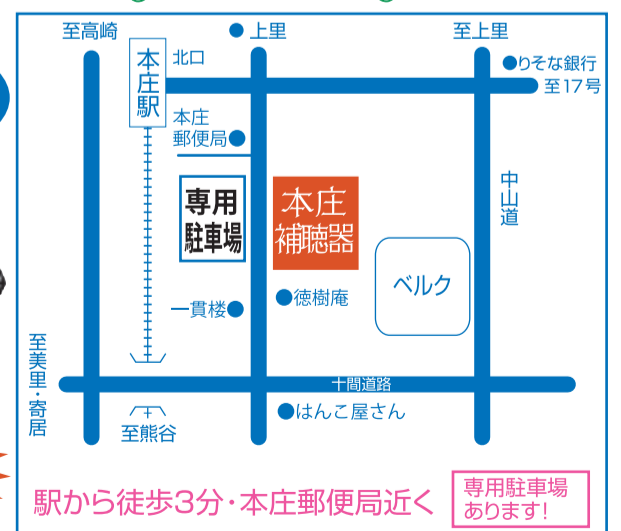 至高崎
上里
至上里
本庄駅
北口
りそな銀行
至17号
本庄
郵便局
中山道
専用
駐車場
本庄
補聴器
ベルク
徳樹庵
一貫楼
至美里・寄居
十間道路
はんこ屋さん
至熊谷
駅から徒歩3分・本庄郵便局近く
専用駐車場
あります!